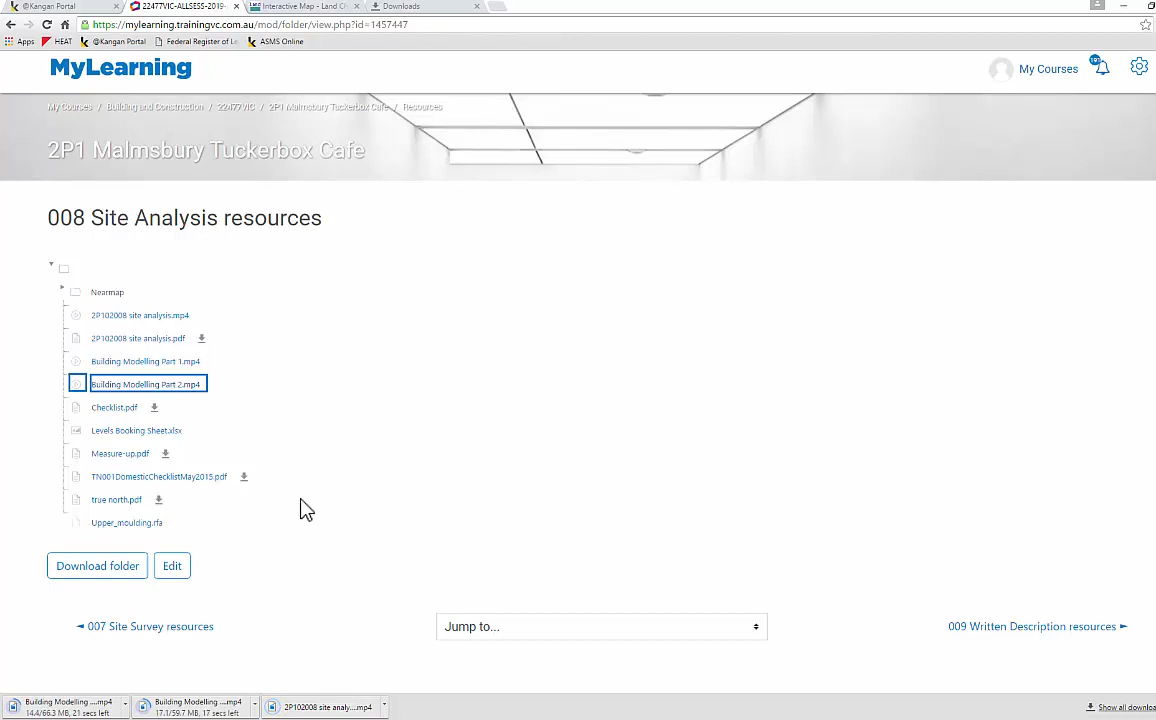 @Kangan Portal
22477VIC-ALLSESS-2019-
Interactive Map - Land C
Downloads
https://mylearning.trainingvc.com.au/mod/folder/view.php?id=1457447
Apps
HEAT
@Kangan Portal
Federal Register of Le
ASMS Online
MyLearning
My Courses
My Courses / Building and Construction / 22477VIC / 2P1 Malmsbury Tuckerbox Cafe / Resources
2P1 Malmsbury Tuckerbox Cafe
008 Site Analysis resources
Nearmap
2P102008 site analysis.mp4
2P102008 site analysis.pdf
Building Modelling Part 1.mp4
Building Modelling Part 2.mp4
Checklist.pdf
Levels Booking Sheet.xlsx
Measure-up.pdf
TN001DomesticChecklistMay2015.pdf
true north.pdf
Upper_moulding.rfa
Download folder
Edit
◄ 007 Site Survey resources
Jump to...
009 Written Description resources ►
Building Modelling ....mp4
14.4/66.3 MB, 21 secs left
Building Modelling ....mp4
17.1/59.7 MB, 17 secs left
2P102008 site analy....mp4
Show all downloa